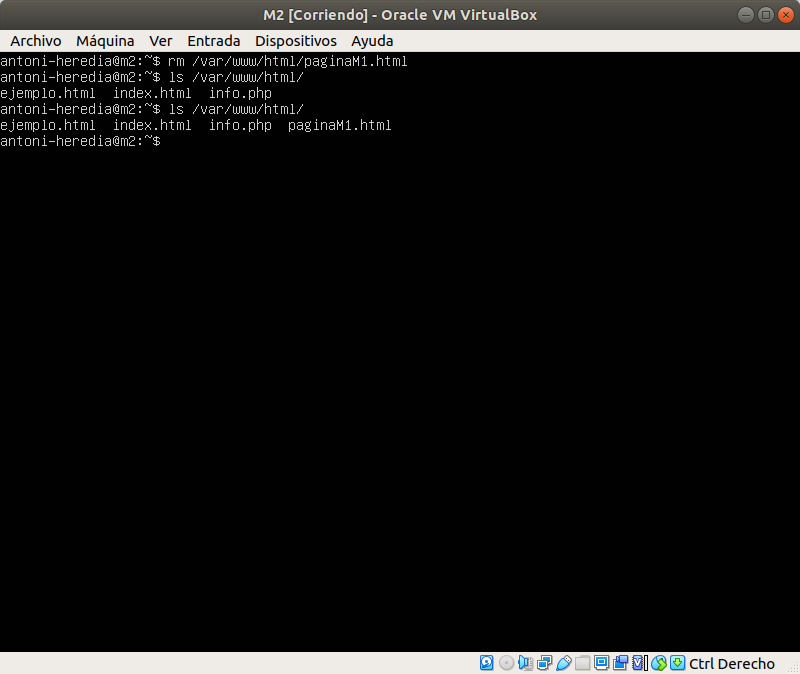 M2 [Corriendo] - Oracle VM VirtualBox
Archivo Máquina Ver Entrada Dispositivos Ayuda
antoni-heredia@m2:~$ rm /var/www/html/paginaM1.html
antoni-heredia@m2:~$ ls /var/www/html/
ejemplo.html  index.html  info.php
antoni-heredia@m2:~$ ls /var/www/html/
ejemplo.html  index.html  info.php  paginaM1.html
antoni-heredia@m2:~$
Ctrl Derecho